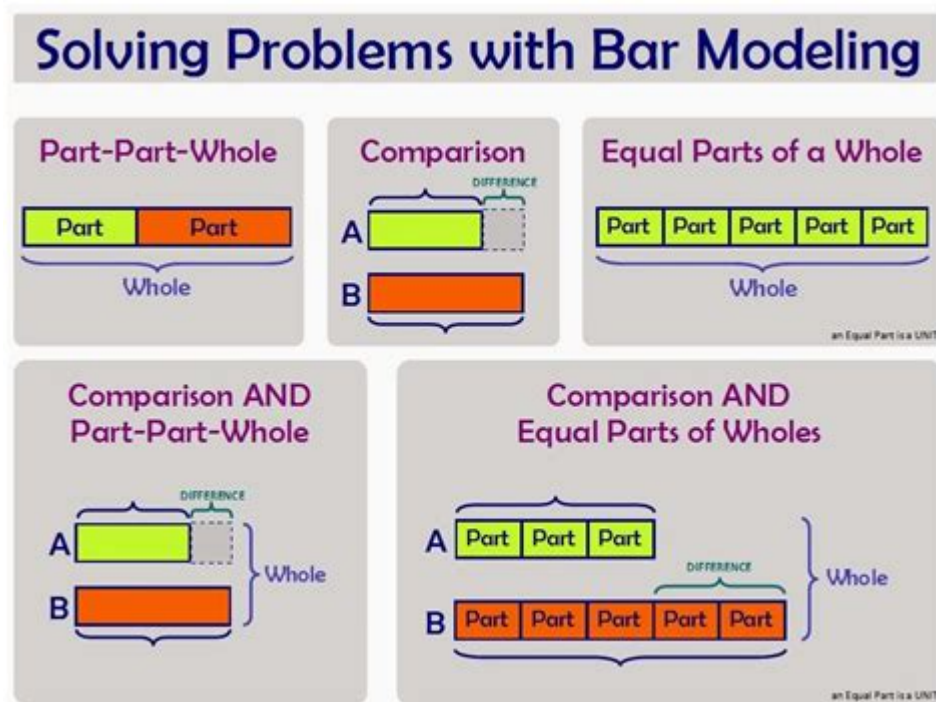 Solving Problems with Bar Modeling
Part-Part-Whole
Part Part
Whole
Comparison
DIFFERENCE
A
B
Equal Parts of a Whole
Part Part Part Part Part
Whole
an Equal Part is a UNIT
Comparison AND
Part-Part-Whole
DIFFERENCE
A
B
Whole
Comparison AND
Equal Parts of Wholes
A Part Part Part
DIFFERENCE
B Part Part Part Part Part
Whole
an Equal Part is a UNIT